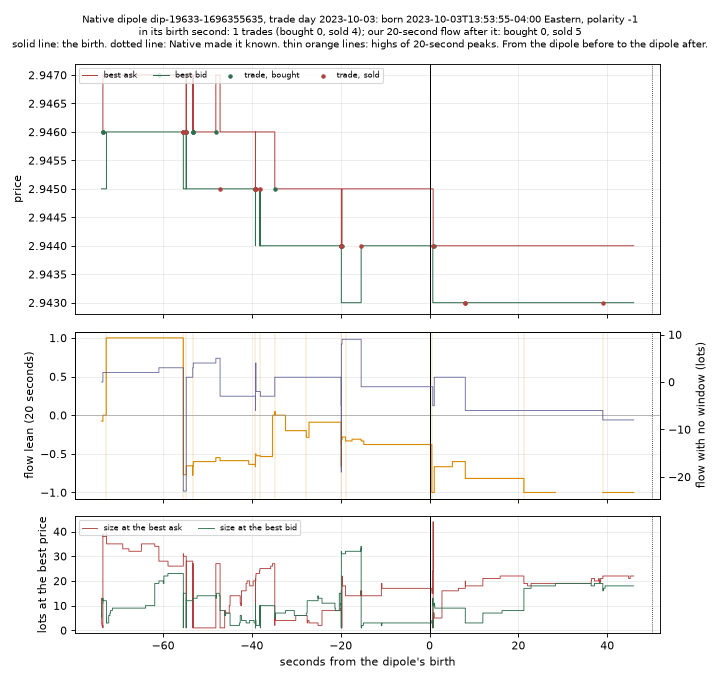 Native dipole dip-19633-1696355635, trade day 2023-10-03: born 2023-10-03T13:53:55-04:00 Eastern, polarity -1
in its birth second: 1 trades (bought 0, sold 4); our 20-second flow after it: bought 0, sold 5
solid line: the birth. dotted line: Native made it known. thin orange lines: highs of 20-second peaks. From the dipole before to the dipole after.
best ask
best bid
trade, bought
trade, sold
2.9470
2.9465
2.9460
2.9455
2.9450
2.9445
2.9440
2.9435
2.9430
price
1.0
0.5
0.0
−0.5
−1.0
flow lean (20 seconds)
10
0
−10
−20
flow with no window (lots)
size at the best ask
size at the best bid
40
30
20
10
0
lots at the best price
−60
−40
−20
0
20
40
seconds from the dipole's birth